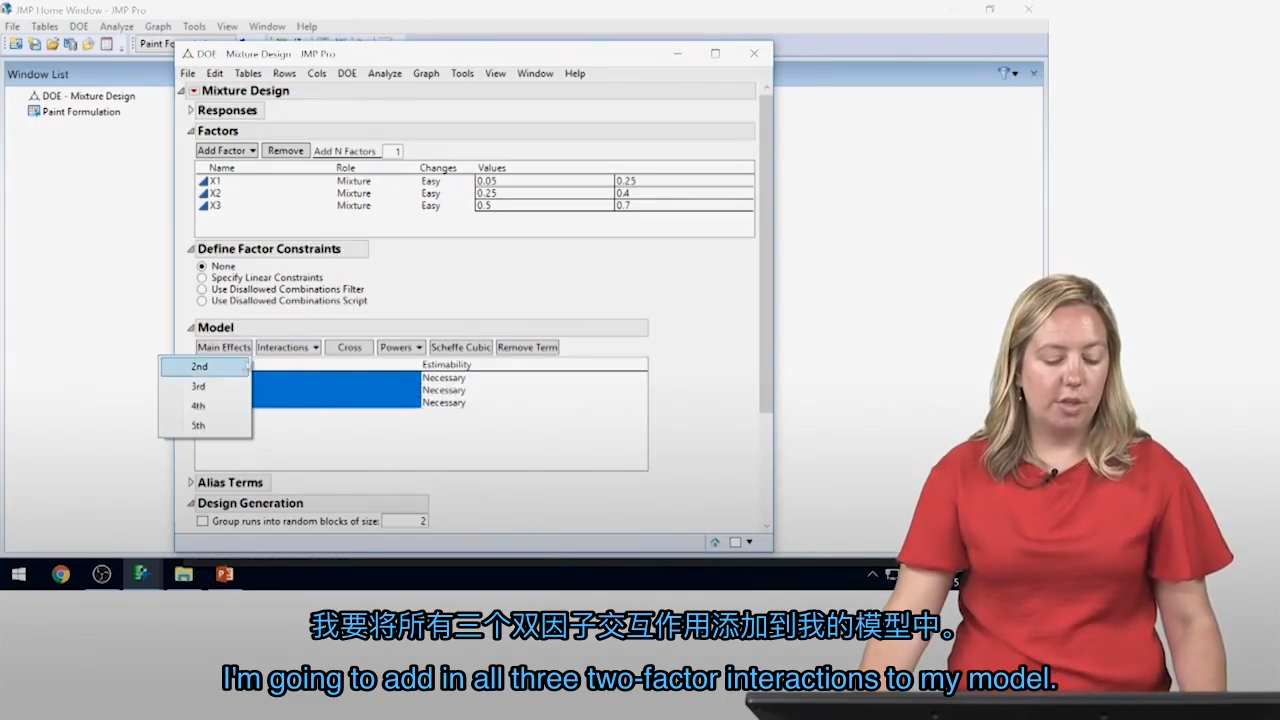 JMP Home Window - JMP Pro
File Tables DOE Analyze Graph Tools View Window Help
Window List
DOE - Mixture Design
Paint Formulation
DOE - Mixture Design - JMP Pro
File Edit Tables Rows Cols DOE Analyze Graph Tools View Window Help
Mixture Design
Responses
Factors
Add Factor Remove Add N Factors 1
Name Role Changes Values
X1 Mixture Easy 0.05 0.25
X2 Mixture Easy 0.25 0.4
X3 Mixture Easy 0.5 0.7
Define Factor Constraints
None
Specify Linear Constraints
Use Disallowed Combinations Filter
Use Disallowed Combinations Script
Model
Main Effects Interactions Cross Powers Scheffe Cubic Remove Term
Estimability
2nd
3rd
4th
5th
Necessary
Necessary
Necessary
Alias Terms
Design Generation
Group runs into random blocks of size: 2
我要将所有三个双因子交互作用添加到我的模型中。
I'm going to add in all three two-factor interactions to my model.